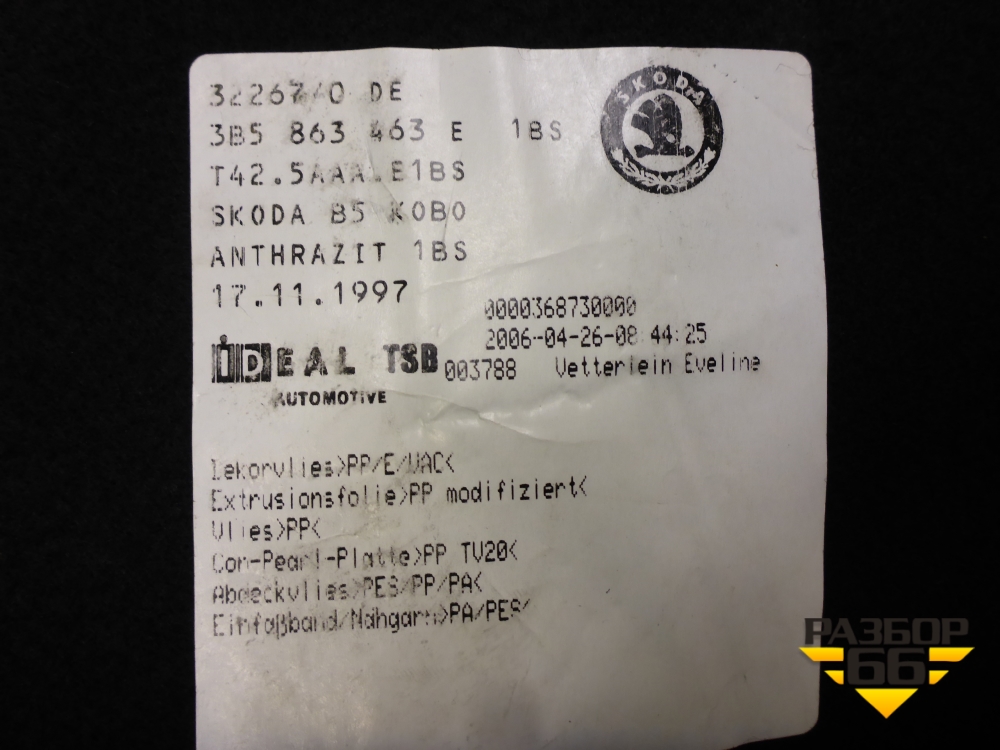 32267/0 DE
3B5 863 463 E 1BS
T42.5AAA.E1BS
SKODA B5 KOBO
ANTHRAZIT 1BS
17.11.1997
SKODA
0000368730000
2006-04-26-08 44:25
003788 Vetterlein Eveline
IDEAL TSB
AUTOMOTIVE
Dekorvlies>PP/E/VAC<
Extrusionsfolie>PP modifiziert<
Vlies>PP<
Con-Pearl-Platte>PP TV20<
Abdeckvlies>PES/PP/PA<
Einfaßband/Nähgarn>PA/PES<
РАЗБОР
66